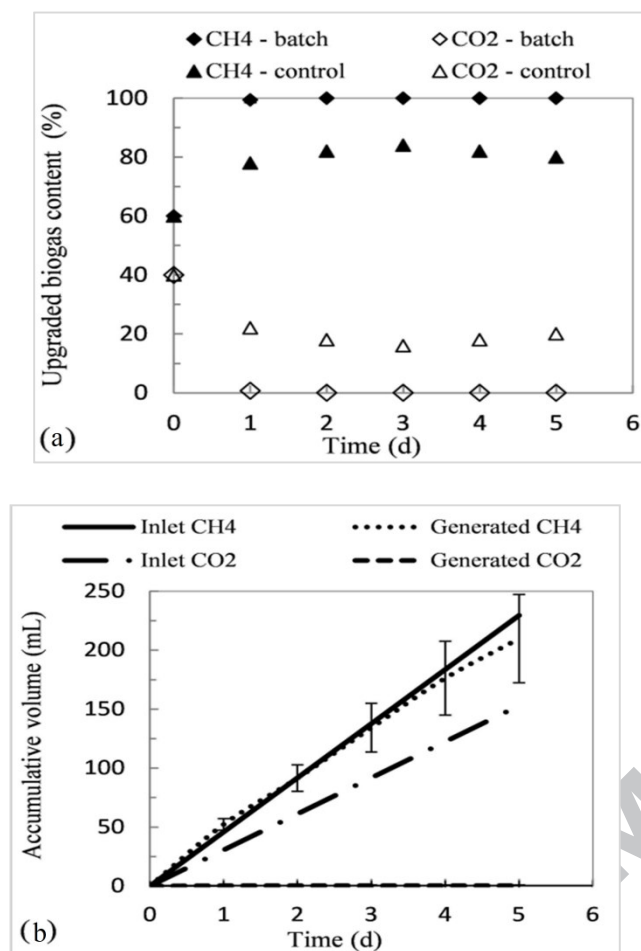 CH4 - batch CO2 - batch
CH4 - control CO2 - control
Upgraded biogas content (%)
100
80
60
40
20
0
0 1 2 3 4 5 6
(a) Time (d)
Inlet CH4 Generated CH4
Inlet CO2 Generated CO2
Accumulative volume (mL)
250
200
150
100
50
0
0 1 2 3 4 5 6
(b) Time (d)
M